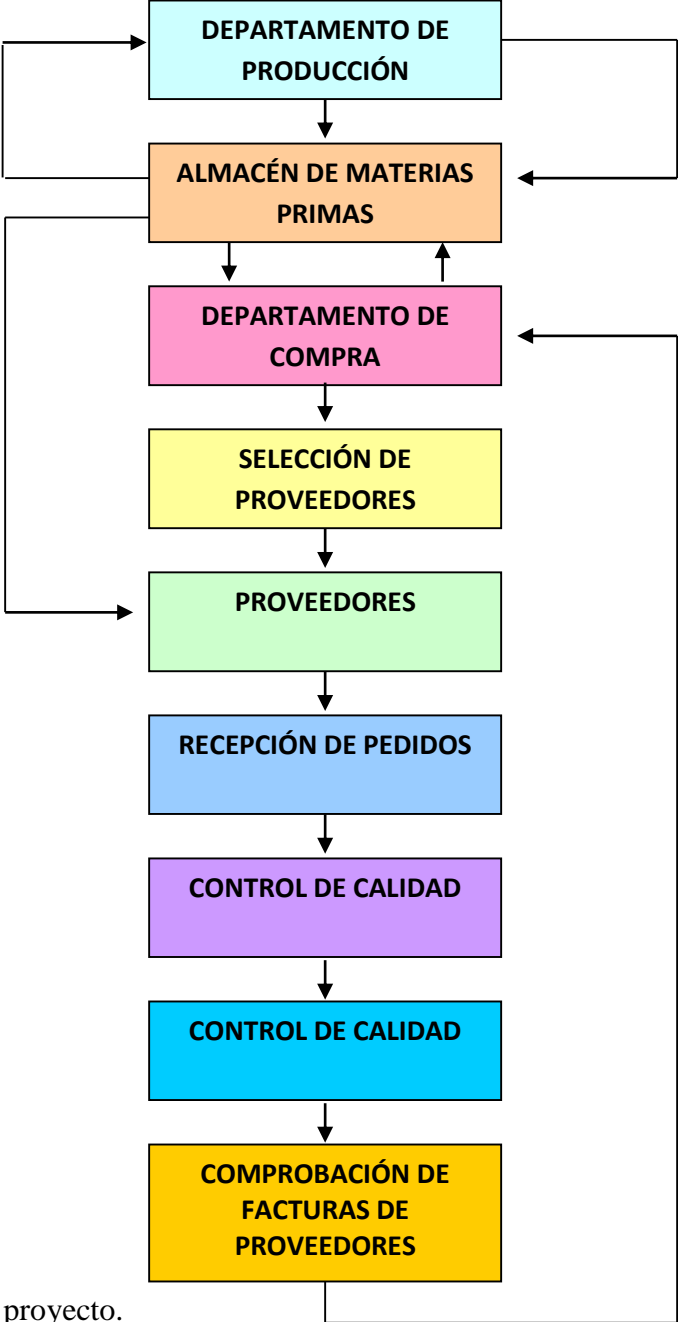 DEPARTAMENTO DE
PRODUCCIÓN
ALMACÉN DE MATERIAS
PRIMAS
DEPARTAMENTO DE
COMPRA
SELECCIÓN DE
PROVEEDORES
PROVEEDORES
RECEPCIÓN DE PEDIDOS
CONTROL DE CALIDAD
CONTROL DE CALIDAD
COMPROBACIÓN DE
FACTURAS DE
PROVEEDORES
proyecto.